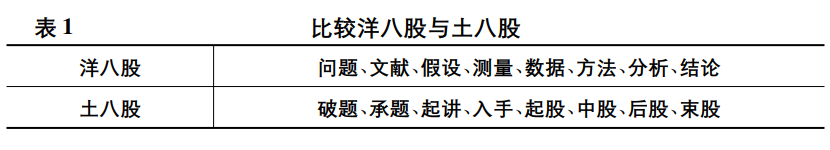 表1 比较洋八股与土八股
洋八股 问题、文献、假设、测量、数据、方法、分析、结论
土八股 破题、承题、起讲、入手、起股、中股、后股、束股